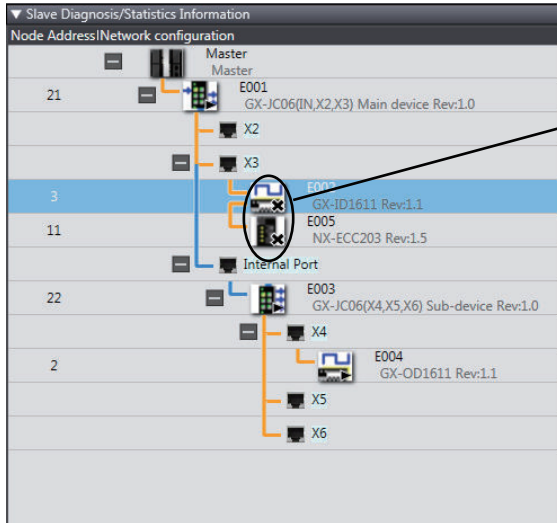 ▼ Slave Diagnosis/Statistics Information
Node Address|Network configuration
Master
Master
21 E001
GX-JC06(IN,X2,X3) Main device Rev:1.0
X2
X3
3 E002
GX-ID1611 Rev:1.1
11 E005
NX-ECC203 Rev:1.5
Internal Port
22 E003
GX-JC06(X4,X5,X6) Sub-device Rev:1.0
X4
2 E004
GX-OD1611 Rev:1.1
X5
X6